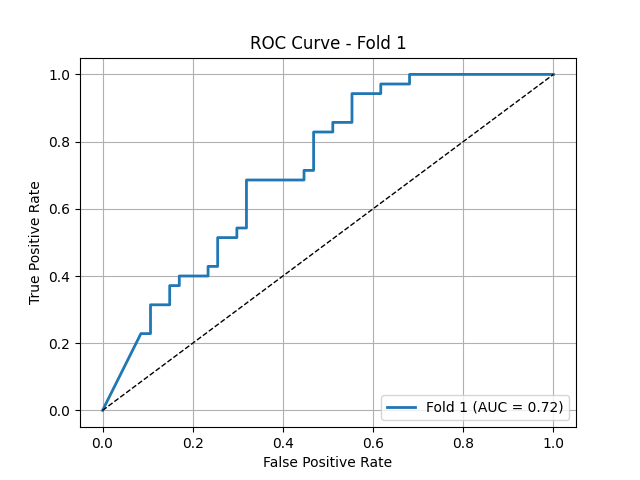 ROC Curve - Fold 1
True Positive Rate
1.0
0.8
0.6
0.4
0.2
0.0
Fold 1 (AUC = 0.72)
0.0 0.2 0.4 0.6 0.8 1.0
False Positive Rate